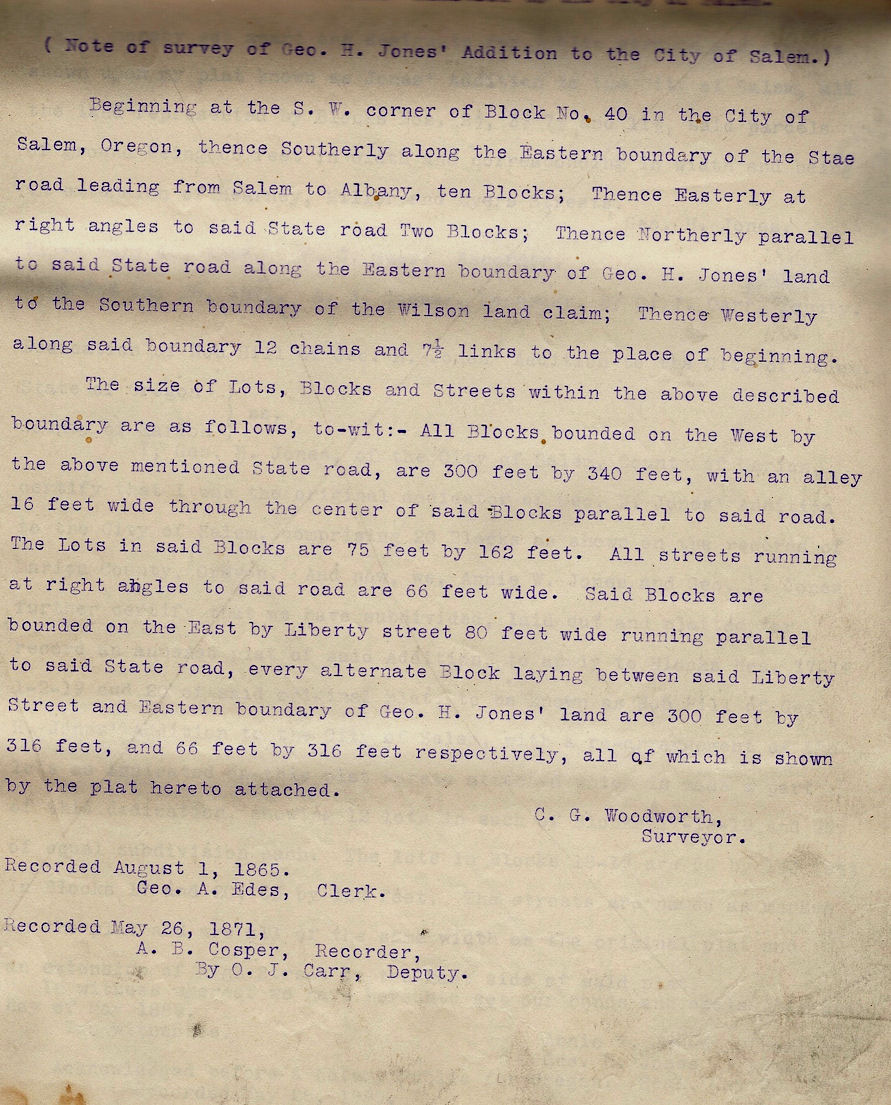 ( Note of survey of Geo. H. Jones' Addition to the City of Salem.)
Beginning at the S. W. corner of Block No. 40 in the City of
Salem, Oregon, thence Southerly along the Eastern boundary of the Stae
road leading from Salem to Albany, ten Blocks; Thence Easterly at
right angles to said State road Two Blocks; Thence Northerly parallel
to said State road along the Eastern boundary of Geo. H. Jones' land
to the Southern boundary of the Wilson land claim; Thence Westerly
along said boundary 12 chains and 7½ links to the place of beginning.
The size of Lots, Blocks and Streets within the above described
boundary are as follows, to-wit:- All Blocks bounded on the West by
the above mentioned State road, are 300 feet by 340 feet, with an alley
16 feet wide through the center of said Blocks parallel to said road.
The Lots in said Blocks are 75 feet by 162 feet. All streets running
at right angles to said road are 66 feet wide. Said Blocks are
bounded on the East by Liberty street 80 feet wide running parallel
to said State road, every alternate Block laying between said Liberty
Street and Eastern boundary of Geo. H. Jones' land are 300 feet by
316 feet, and 66 feet by 316 feet respectively, all of which is shown
by the plat hereto attached.
C. G. Woodworth,
Surveyor.
Recorded August 1, 1865.
Geo. A. Edes, Clerk.
Recorded May 26, 1871,
A. B. Cosper, Recorder,
By O. J. Carr, Deputy.